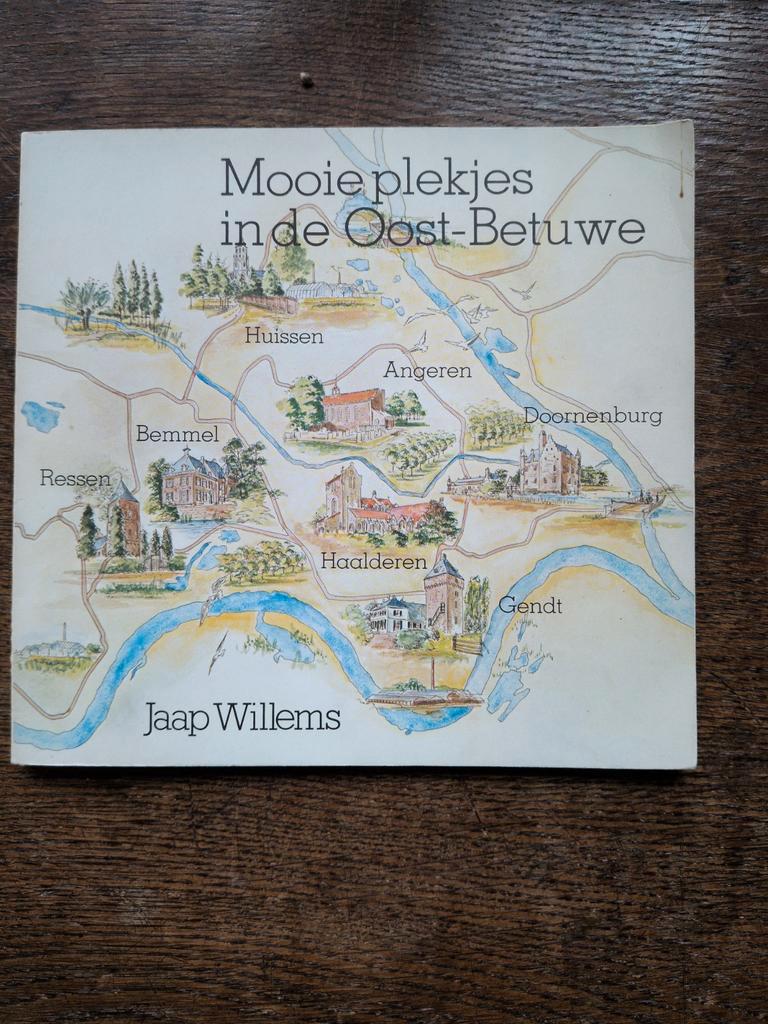 Mooie plekjes
in de Oost-Betuwe
Huissen
Angeren
Doornenburg
Bemmel
Ressen
Haalderen
Gendt
Jaap Willems